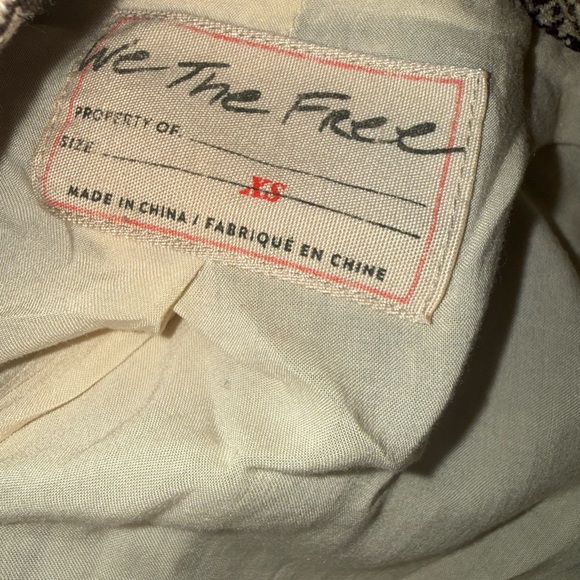 We The Free
PROPERTY OF
SIZE XS
MADE IN CHINA / FABRIQUÉ EN CHINE